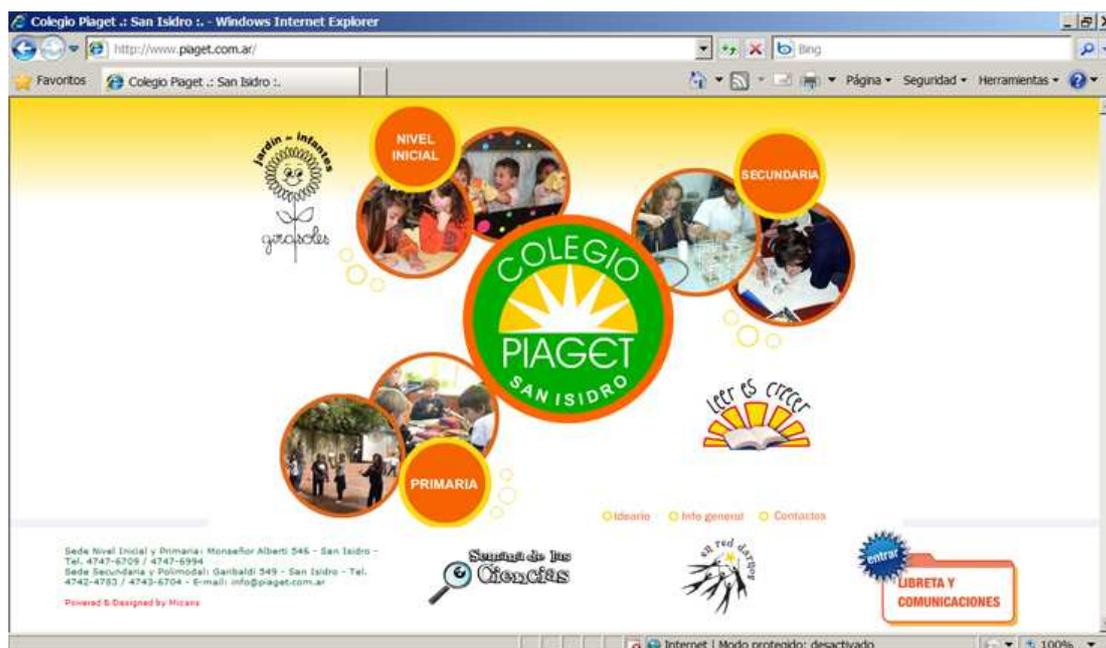 Colegio Piaget .: San Isidro :. - Windows Internet Explorer
http://www.piaget.com.ar/
Bing
Favoritos
Colegio Piaget .: San Isidro :.
Página
Seguridad
Herramientas
jardín de infantes
girasoles
NIVEL
INICIAL
SECUNDARIA
COLEGIO
PIAGET
SAN ISIDRO
leer es crecer
PRIMARIA
Ideario Info general Contactos
Sede Nivel Inicial y Primaria: Monseñor Alberti 546 - San Isidro -
Tel. 4747-6709 / 4747-6994
Sede Secundaria y Polimodal: Garibaldi 549 - San Isidro - Tel.
4742-4783 / 4743-6704 - E-mail: info@piaget.com.ar
Powered & Designed by Micans
Semana de las
Ciencias
en red
entrar
LIBRETA Y
COMUNICACIONES
Internet | Modo protegido: desactivado
100%